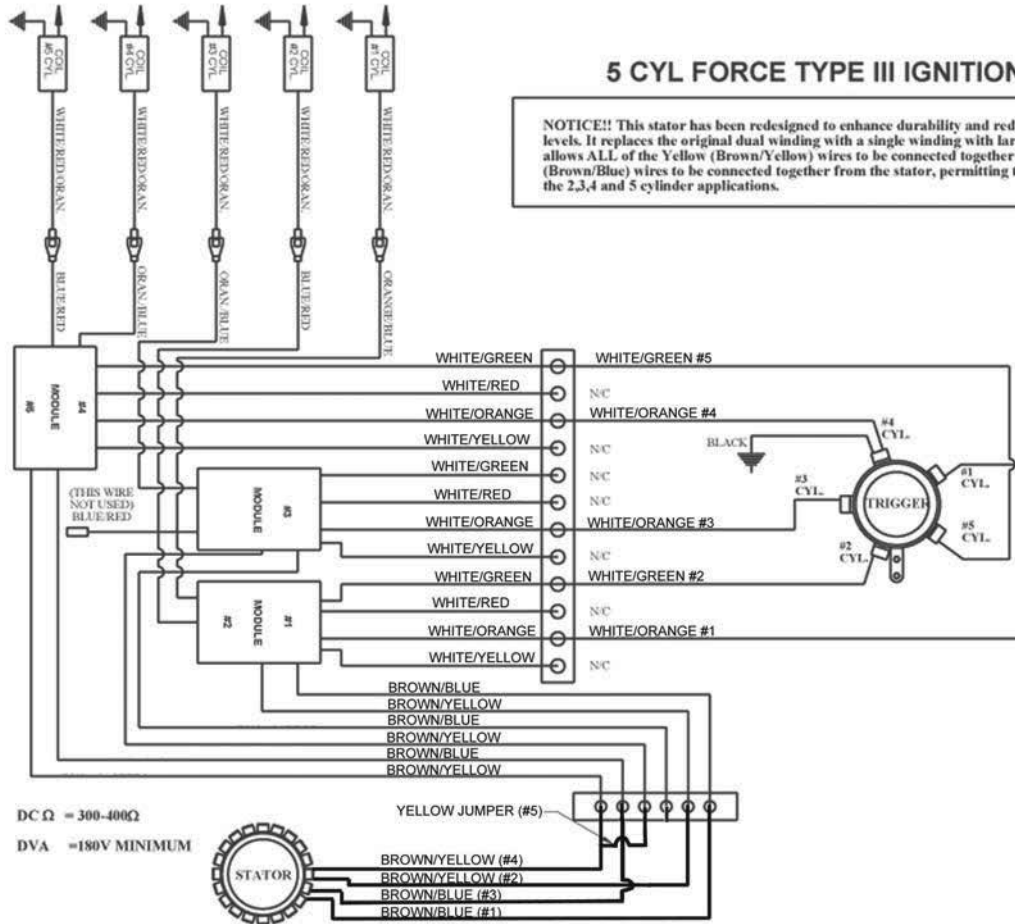 COIL
#5 CYL
COIL
#4 CYL
COIL
#3 CYL
COIL
#2 CYL
COIL
#1 CYL
5 CYL FORCE TYPE III IGNITION
NOTICE!! This stator has been redesigned to enhance durability and red
levels. It replaces the original dual winding with a single winding with lar
allows ALL of the Yellow (Brown/Yellow) wires to be connected together
(Brown/Blue) wires to be connected together from the stator, permitting t
the 2,3,4 and 5 cylinder applications.
WHITE/RED/ORAN.
WHITE/RED/ORAN.
WHITE/RED/ORAN.
WHITE/RED/ORAN.
WHITE/RED/ORAN.
BLUE/RED
ORAN./BLUE
ORAN./BLUE
BLUE/RED
ORANGE/BLUE
#4
MODULE
#5
WHITE/GREEN
WHITE/GREEN #5
WHITE/RED
N/C
WHITE/ORANGE
WHITE/ORANGE #4
WHITE/YELLOW
N/C
WHITE/GREEN
N/C
WHITE/RED
N/C
WHITE/ORANGE
WHITE/ORANGE #3
WHITE/YELLOW
N/C
WHITE/GREEN
WHITE/GREEN #2
WHITE/RED
N/C
WHITE/ORANGE
WHITE/ORANGE #1
WHITE/YELLOW
N/C
(THIS WIRE
NOT USED)
BLUE/RED
#3
MODULE
#1
MODULE
#2
BLACK
#4
CYL.
#1
CYL.
#3
CYL.
TRIGGER
#5
CYL.
#2
CYL.
BROWN/BLUE
BROWN/YELLOW
BROWN/BLUE
BROWN/YELLOW
BROWN/BLUE
BROWN/YELLOW
YELLOW JUMPER (#5)
DC Ω = 300-400Ω
DVA =180V MINIMUM
STATOR
BROWN/YELLOW (#4)
BROWN/YELLOW (#2)
BROWN/BLUE (#3)
BROWN/BLUE (#1)